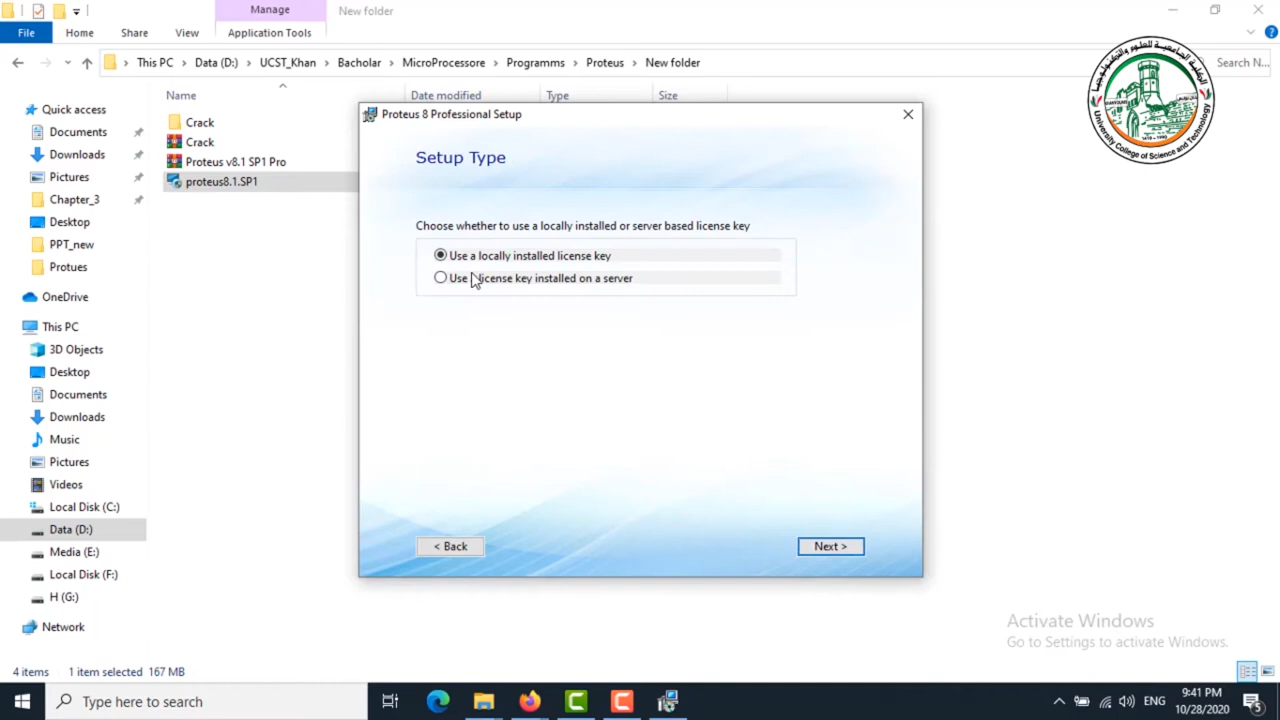 Manage
New folder
File
Home
Share
View
Application Tools
This PC
Data (D:)
UCST_Khan
Bacholar
MicroProcessore
Programms
Proteus
New folder
Search N...
Name
Date modified
Type
Size
Quick access
Documents
Downloads
Pictures
Chapter_3
Desktop
PPT_new
Protues
OneDrive
This PC
3D Objects
Desktop
Documents
Downloads
Music
Pictures
Videos
Local Disk (C:)
Data (D:)
Media (E:)
Local Disk (F:)
H (G:)
Network
Crack
Crack
Proteus v8.1 SP1 Pro
proteus8.1.SP1
Proteus 8 Professional Setup
Setup Type
Choose whether to use a locally installed or server based license key
Use a locally installed license key
Use license key installed on a server
< Back
Next >
الكلية الجامعية للعلوم والتكنولوجيا
University College of Science and Technology
Activate Windows
Go to Settings to activate Windows.
4 items
1 item selected 167 MB
Type here to search
ENG
9:41 PM
10/28/2020
5